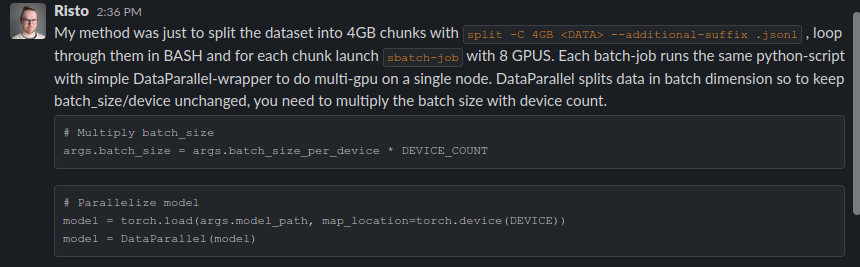 Risto 2:36 PM
My method was just to split the dataset into 4GB chunks with split -C 4GB <DATA> --additional-suffix .jsonl , loop
through them in BASH and for each chunk launch sbatch-job with 8 GPUS. Each batch-job runs the same python-script
with simple DataParallel-wrapper to do multi-gpu on a single node. DataParallel splits data in batch dimension so to keep
batch_size/device unchanged, you need to multiply the batch size with device count.
# Multiply batch_size
args.batch_size = args.batch_size_per_device * DEVICE_COUNT
# Parallelize model
model = torch.load(args.model_path, map_location=torch.device(DEVICE))
model = DataParallel(model)